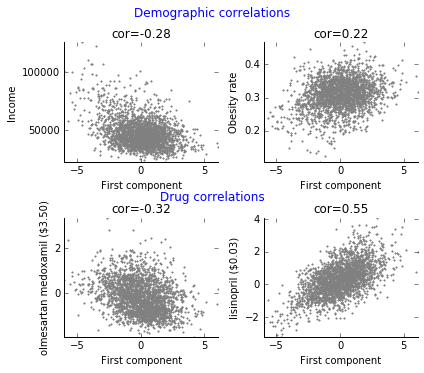 Demographic correlations
cor=-0.28
cor=0.22
Income
100000
50000
−5
0
5
First component
Obesity rate
0.4
0.3
0.2
−5
0
5
First component
Drug correlations
cor=-0.32
cor=0.55
olmesartan medoxamil ($3.50)
2
0
−5
0
5
First component
lisinopril ($0.03)
4
2
0
−2
−5
0
5
First component